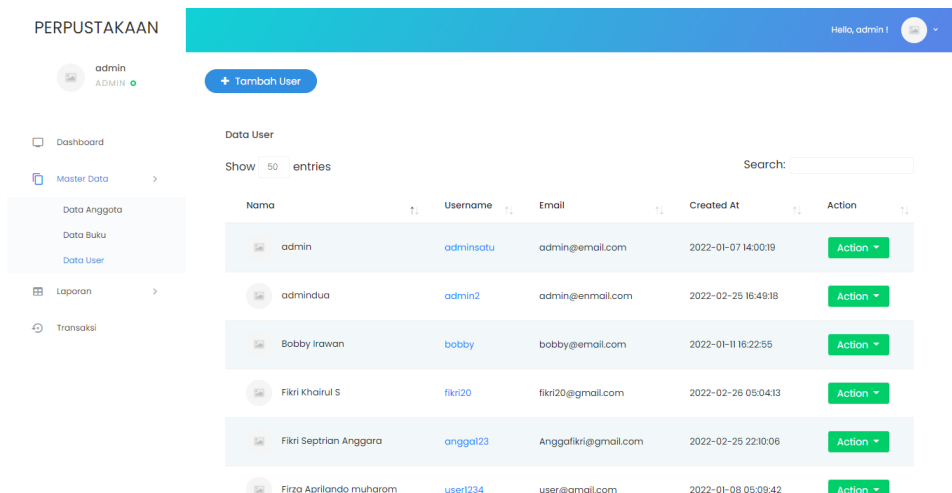 PERPUSTAKAAN
Hello, admin !
admin
ADMIN
+ Tambah User
Dashboard
Master Data
Data Anggota
Data Buku
Data User
Laporan
Transaksi
Data User
Show 50 entries
Search:
Nama Username Email Created At Action
admin adminsatu admin@email.com 2022-01-07 14:00:19 Action
admindua admin2 admin@enmail.com 2022-02-25 16:49:18 Action
Bobby Irawan bobby bobby@email.com 2022-01-11 16:22:55 Action
Fikri Khairul S fikri20 fikri20@gmail.com 2022-02-26 05:04:13 Action
Fikri Septrian Anggara angga123 Anggafikri@gmail.com 2022-02-25 22:10:06 Action
Firza Aprilando muharom user1234 user@gmail.com 2022-01-08 05:09:42 Action